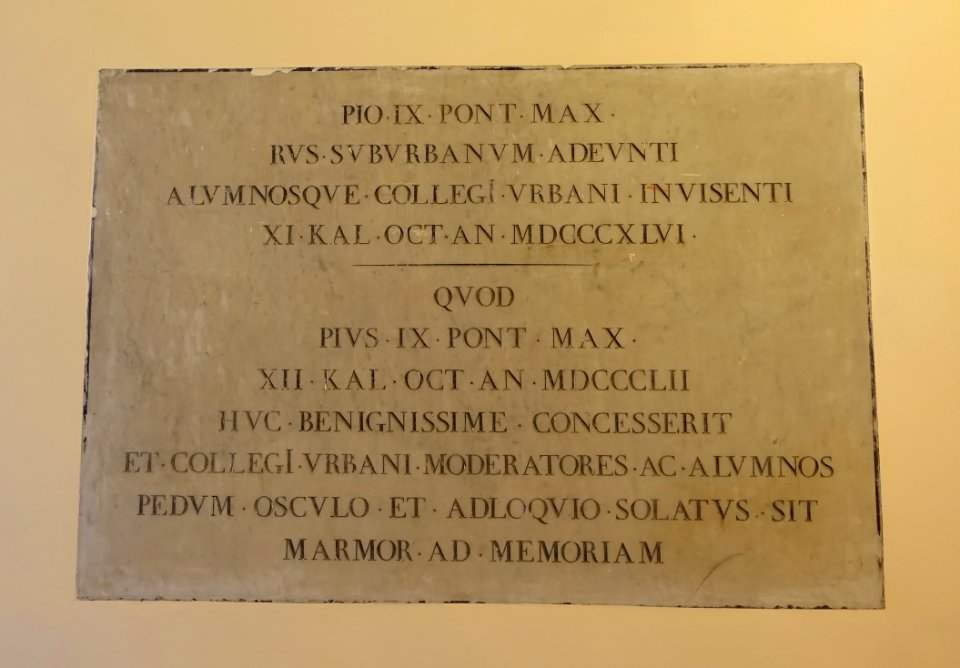 PIO·IX·PONT·MAX·
RVS·SVBVRBANVM·ADEVNTI
ALVMNOSQVE·COLLEGI·VRBANI·INVISENTI
XI·KAL·OCT·AN·MDCCCXLVI·
QVOD
PIVS·IX·PONT·MAX·
XII·KAL·OCT·AN·MDCCCLII
HVC·BENIGNISSIME·CONCESSERIT
ET·COLLEGI·VRBANI·MODERATORES·AC·ALVMNOS
PEDVM·OSCVLO·ET·ADLOQVIO·SOLATVS·SIT
MARMOR·AD·MEMORIAM